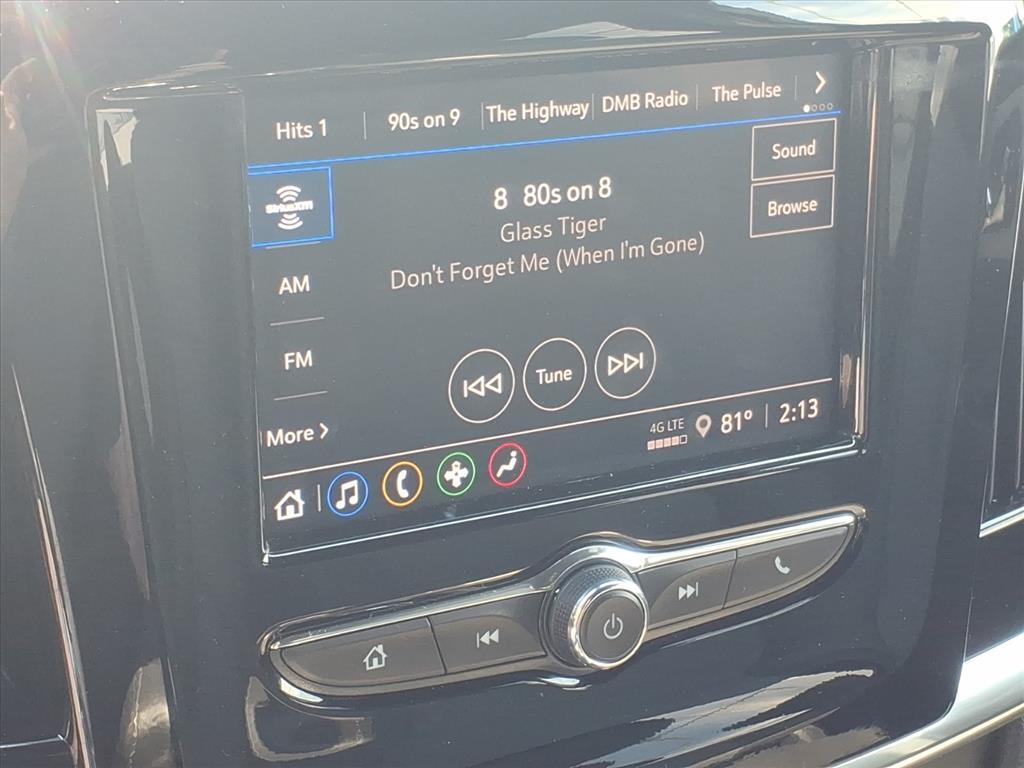 Hits 1
90s on 9
The Highway
DMB Radio
The Pulse
SiriusXM
AM
FM
More
8 80s on 8
Glass Tiger
Don't Forget Me (When I'm Gone)
Sound
Browse
Tune
4G LTE
81°
2:13